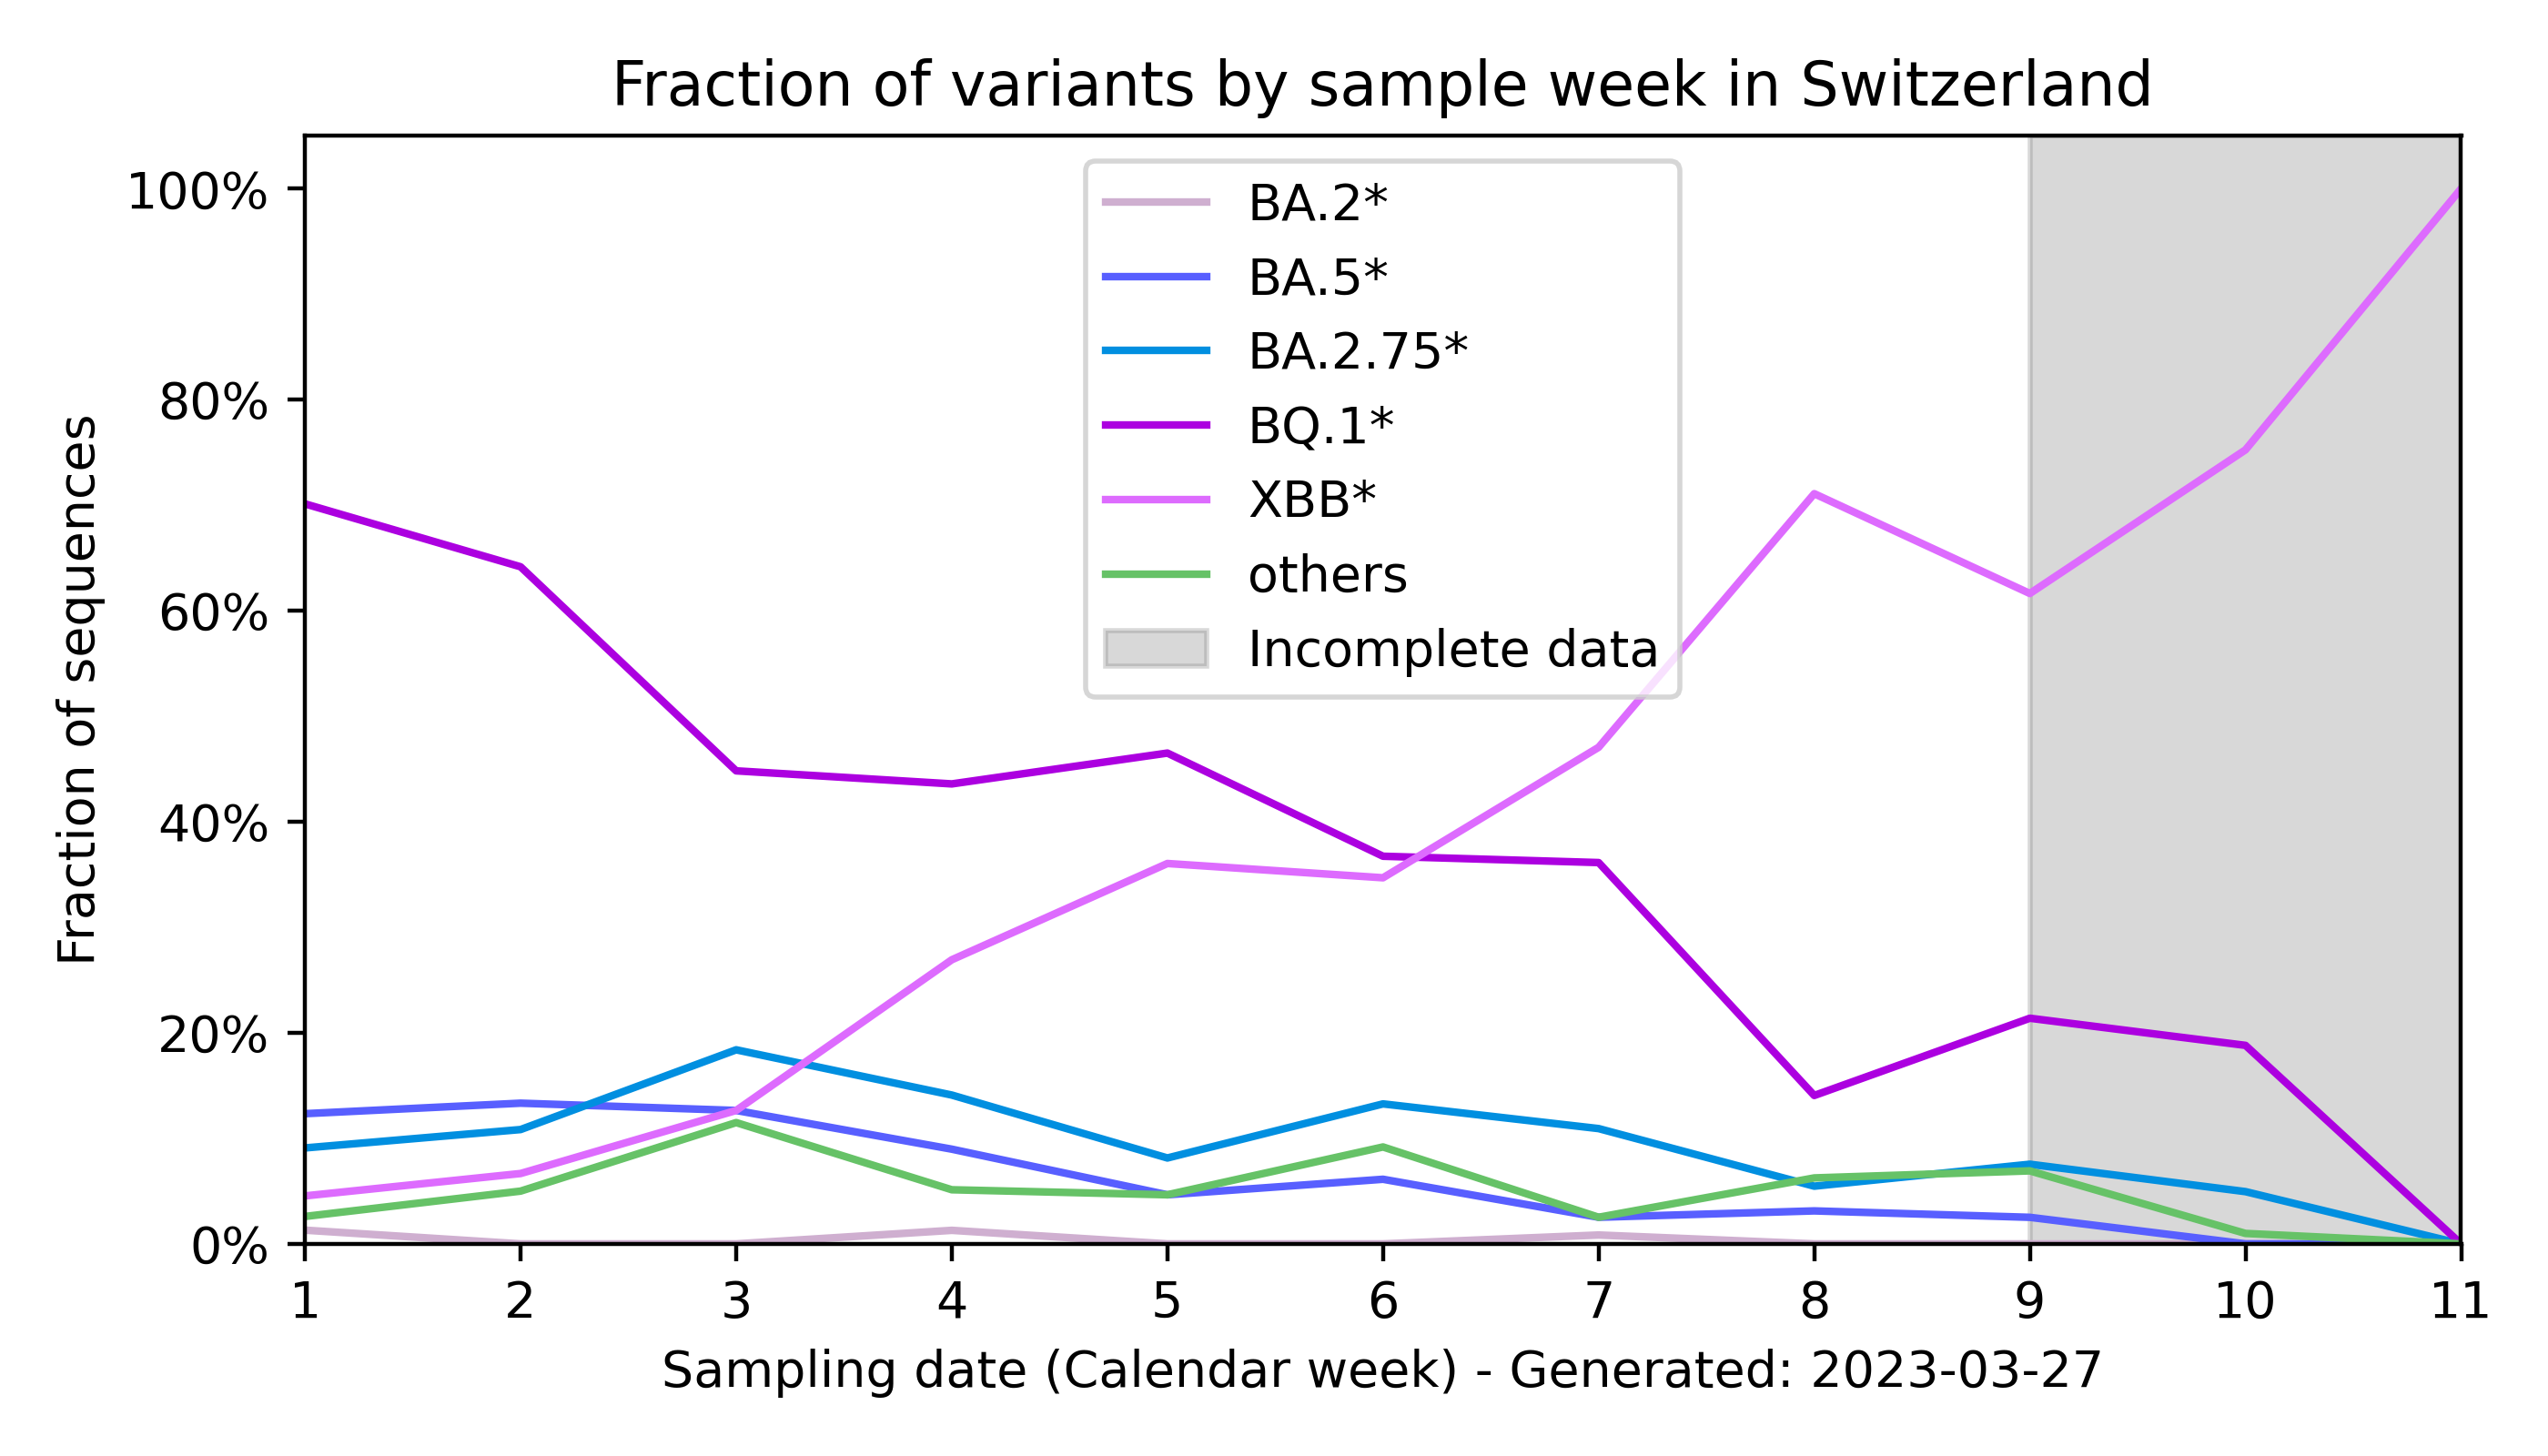 Fraction of variants by sample week in Switzerland
Fraction of sequences
100%
80%
60%
40%
20%
0%
BA.2*
BA.5*
BA.2.75*
BQ.1*
XBB*
others
Incomplete data
1 2 3 4 5 6 7 8 9 10 11
Sampling date (Calendar week) - Generated: 2023-03-27